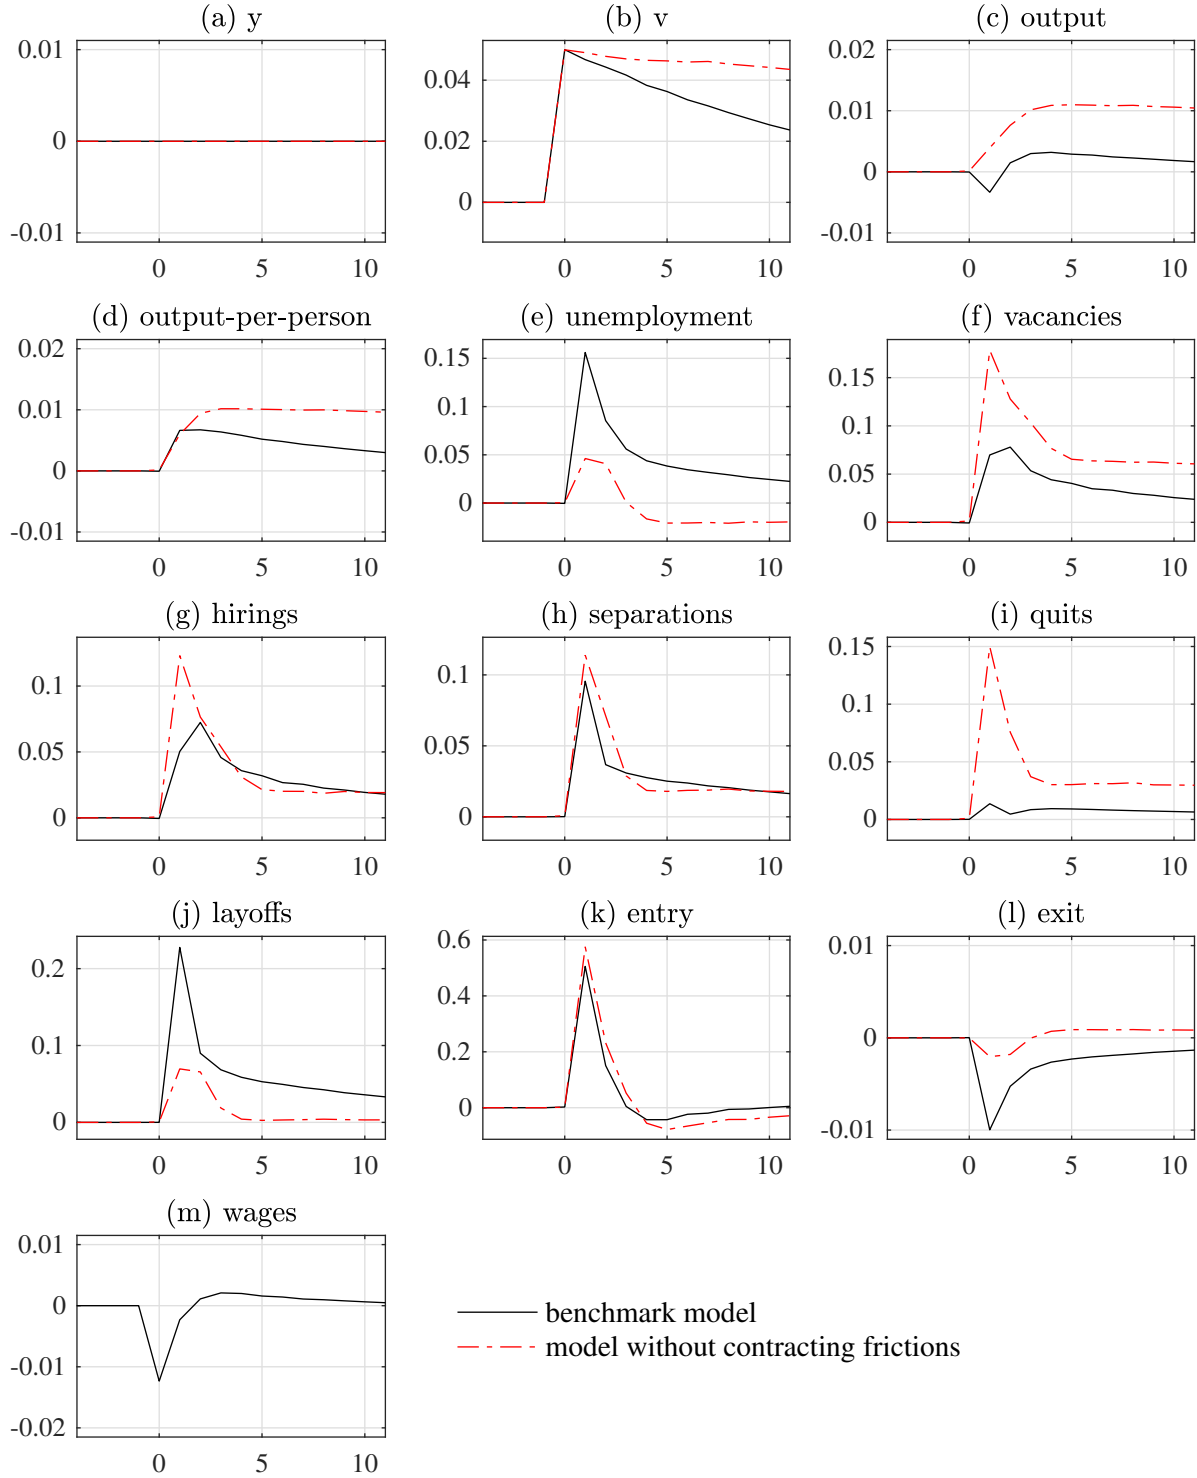 (a) y (b) v (c) output
0.01 0.02
0.04
0.01
0 0.02
0
0
-0.01 -0.01
0 5 10 0 5 10 0 5 10
(d) output-per-person (e) unemployment (f) vacancies
0.02 0.15 0.15
0.01 0.1 0.1
0.05 0.05
0 0
-0.01 0
0 5 10 0 5 10 0 5 10
(g) hirings (h) separations (i) quits
0.15
0.1 0.1 0.1
0.05 0.05 0.05
0 0 0
0 5 10 0 5 10 0 5 10
(j) layoffs (k) entry (l) exit
0.6 0.01
0.2 0.4
0.1 0.2 0
0 0 -0.01
0 5 10 0 5 10 0 5 10
(m) wages
0.01
0
benchmark model
-0.01 model without contracting frictions
-0.02
0 5 10